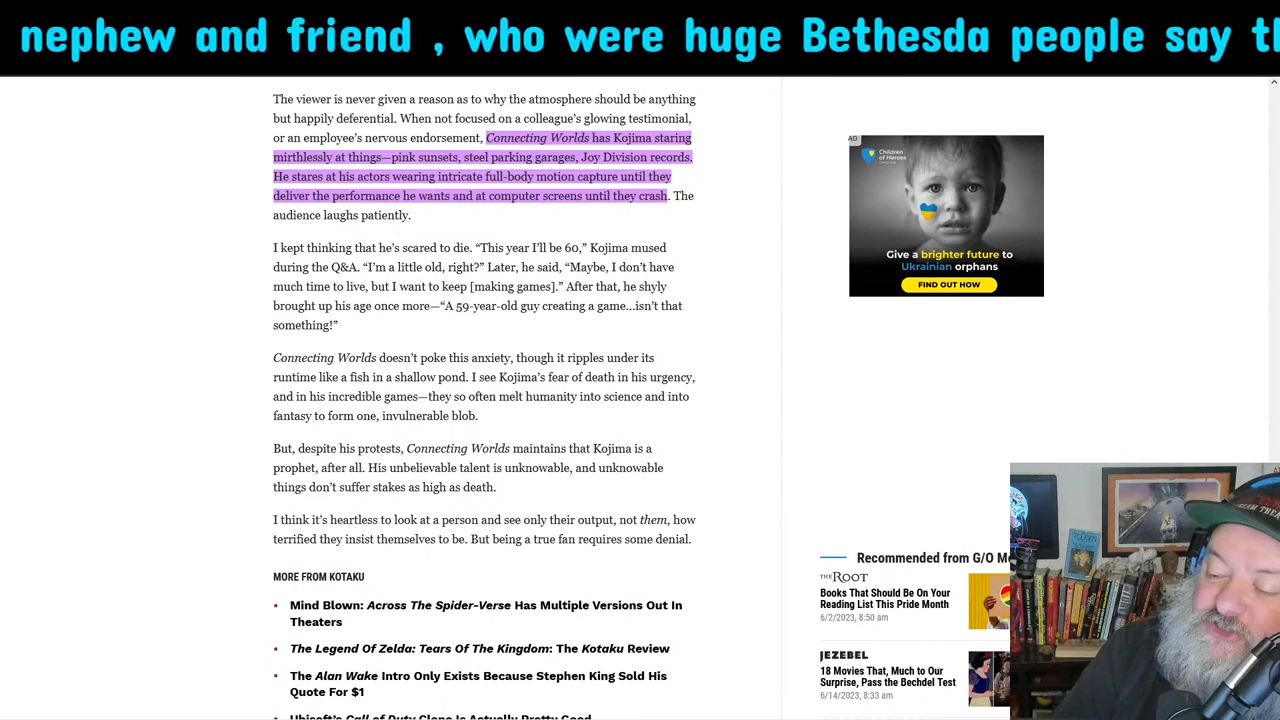 nephew and friend , who were huge Bethesda people say th
The viewer is never given a reason as to why the atmosphere should be anything
but happily deferential. When not focused on a colleague's glowing testimonial,
or an employee's nervous endorsement, Connecting Worlds has Kojima staring
mirthlessly at things—pink sunsets, steel parking garages, Joy Division records.
He stares at his actors wearing intricate full-body motion capture until they
deliver the performance he wants and at computer screens until they crash. The
audience laughs patiently.
I kept thinking that he's scared to die. “This year I'll be 60,” Kojima mused
during the Q&A. “I'm a little old, right?” Later, he said, “Maybe, I don't have
much time to live, but I want to keep [making games].” After that, he shyly
brought up his age once more—“A 59-year-old guy creating a game…isn't that
something!”
Connecting Worlds doesn't poke this anxiety, though it ripples under its
runtime like a fish in a shallow pond. I see Kojima's fear of death in his urgency,
and in his incredible games—they so often melt humanity into science and into
fantasy to form one, invulnerable blob.
But, despite his protests, Connecting Worlds maintains that Kojima is a
prophet, after all. His unbelievable talent is unknowable, and unknowable
things don't suffer stakes as high as death.
I think it's heartless to look at a person and see only their output, not them, how
terrified they insist themselves to be. But being a true fan requires some denial.
MORE FROM KOTAKU
• Mind Blown: Across The Spider-Verse Has Multiple Versions Out In
Theaters
• The Legend Of Zelda: Tears Of The Kingdom: The Kotaku Review
• The Alan Wake Intro Only Exists Because Stephen King Sold His
Quote For $1
• Ubisoft's Call of Duty Clone Is Actually Pretty Good
AD
Children
of Heroes
Give a brighter future to
Ukrainian orphans
FIND OUT HOW
Recommended from G/O M
THE ROOT
Books That Should Be On Your
Reading List This Pride Month
6/2/2023, 8:50 am
JEZEBEL
18 Movies That, Much to Our
Surprise, Pass the Bechdel Test
6/14/2023, 8:33 am